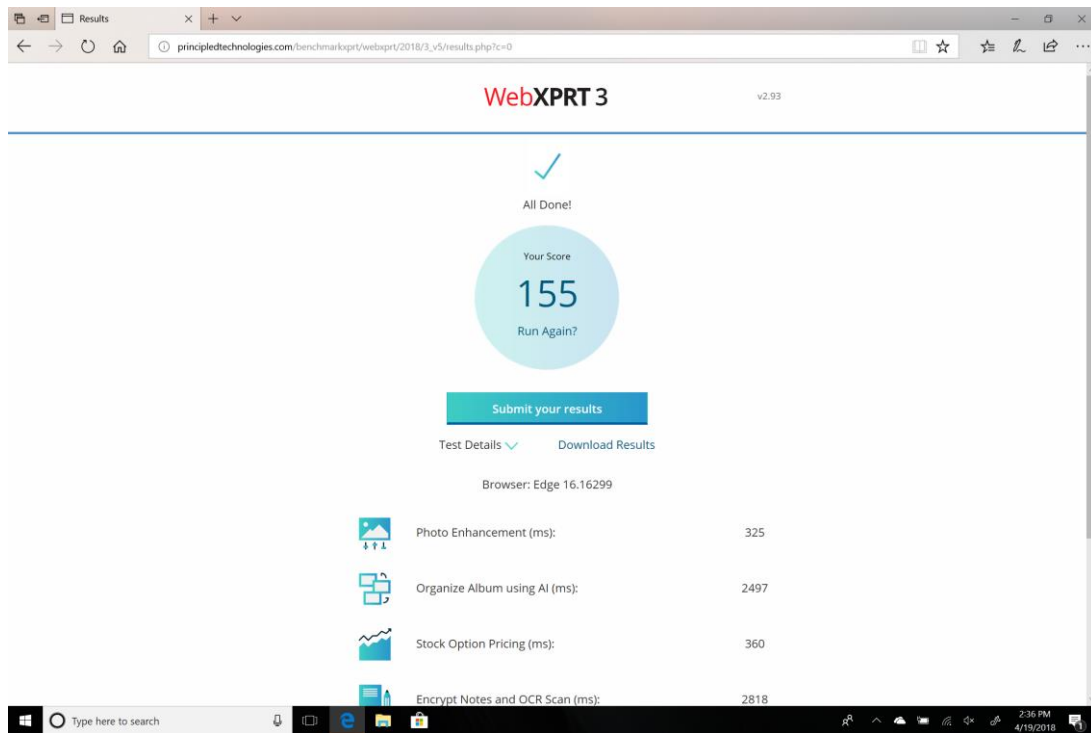 Results
principledtechnologies.com/benchmarkxprt/webxprt/2018/3_v5/results.php?c=0
WebXPRT 3
v2.93
All Done!
Your Score
155
Run Again?
Submit your results
Test Details
Download Results
Browser: Edge 16.16299
Photo Enhancement (ms): 325
Organize Album using AI (ms): 2497
Stock Option Pricing (ms): 360
Encrypt Notes and OCR Scan (ms): 2818
Type here to search
2:36 PM
4/19/2018
1